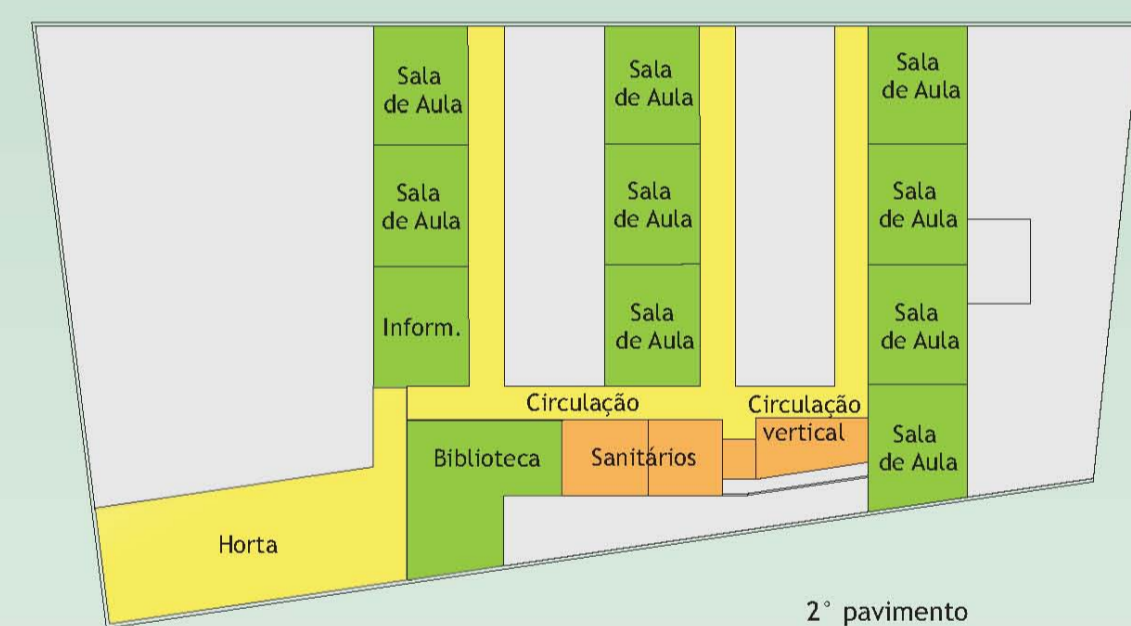 Sala
de Aula
Sala
de Aula
Sala
de Aula
Sala
de Aula
Sala
de Aula
Sala
de Aula
Inform.
Sala
de Aula
Sala
de Aula
Circulação
Circulação
vertical
Biblioteca
Sanitários
Sala
de Aula
Horta
2° pavimento